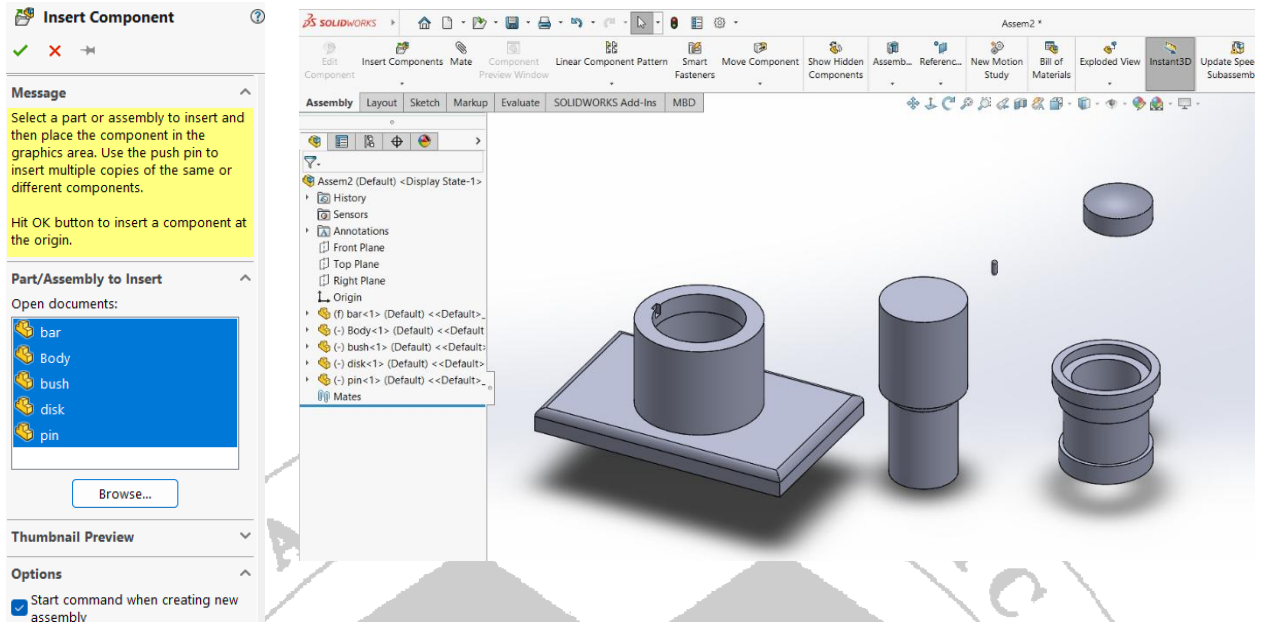 Insert Component
Message
Select a part or assembly to insert and
then place the component in the
graphics area. Use the push pin to
insert multiple copies of the same or
different components.
Hit OK button to insert a component at
the origin.
Part/Assembly to Insert
Open documents:
bar
Body
bush
disk
pin
Browse...
Thumbnail Preview
Options
Start command when creating new
assembly
SOLIDWORKS
Assem2 *
Edit
Component
Insert Components
Mate
Component
Preview Window
Linear Component Pattern
Smart
Fasteners
Move Component
Show Hidden
Components
Assemb...
Referenc...
New Motion
Study
Bill of
Materials
Exploded View
Instant3D
Update Spee
Subassemb
Assembly Layout Sketch Markup Evaluate SOLIDWORKS Add-Ins MBD
Assem2 (Default) <Display State-1>
History
Sensors
Annotations
Front Plane
Top Plane
Right Plane
Origin
(f) bar<1> (Default) <<Default>_
(-) Body<1> (Default) <<Default
(-) bush<1> (Default) <<Default>
(-) disk<1> (Default) <<Default>
(-) pin<1> (Default) <<Default>_
Mates